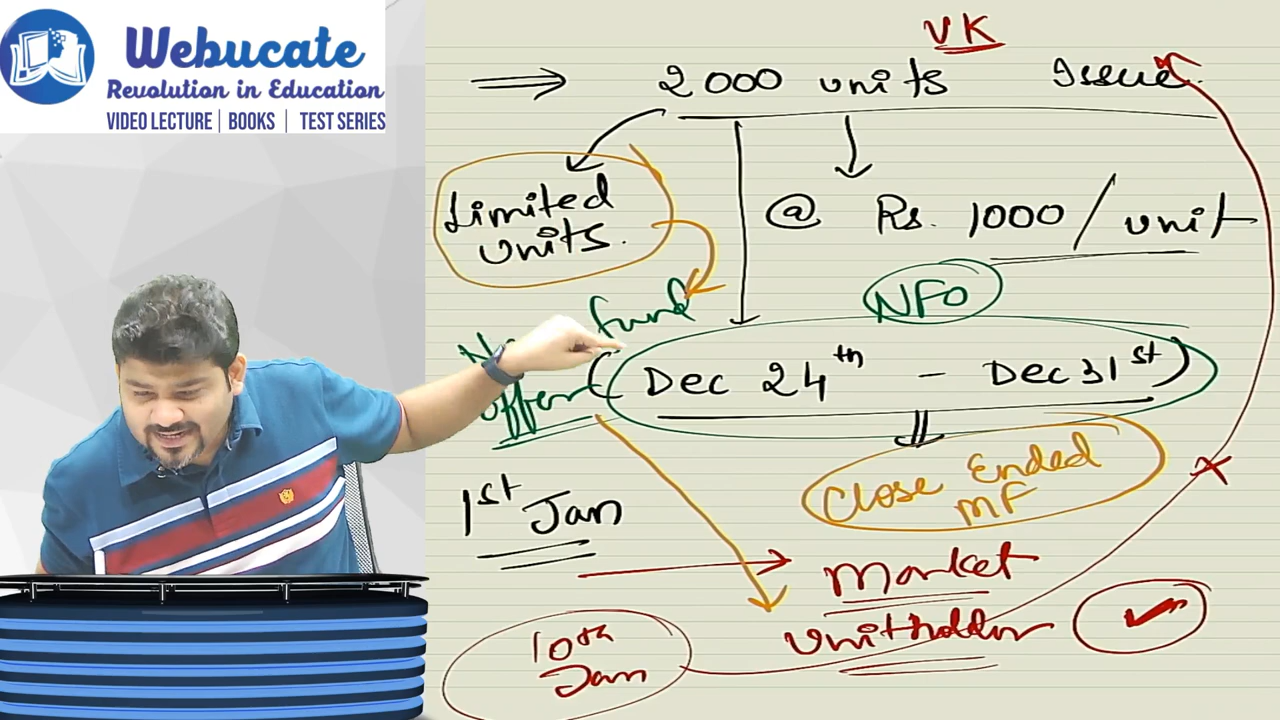 Webucate
Revolution in Education
VIDEO LECTURE | BOOKS | TEST SERIES
VK
⇒ 2000 units Issue.
Limited
units.
@ Rs. 1000 / unit
NFO
New fund
offer
(Dec 24th - Dec 31st)
Close Ended
MF
1st Jan
Market
Unitholder
10th
Jan